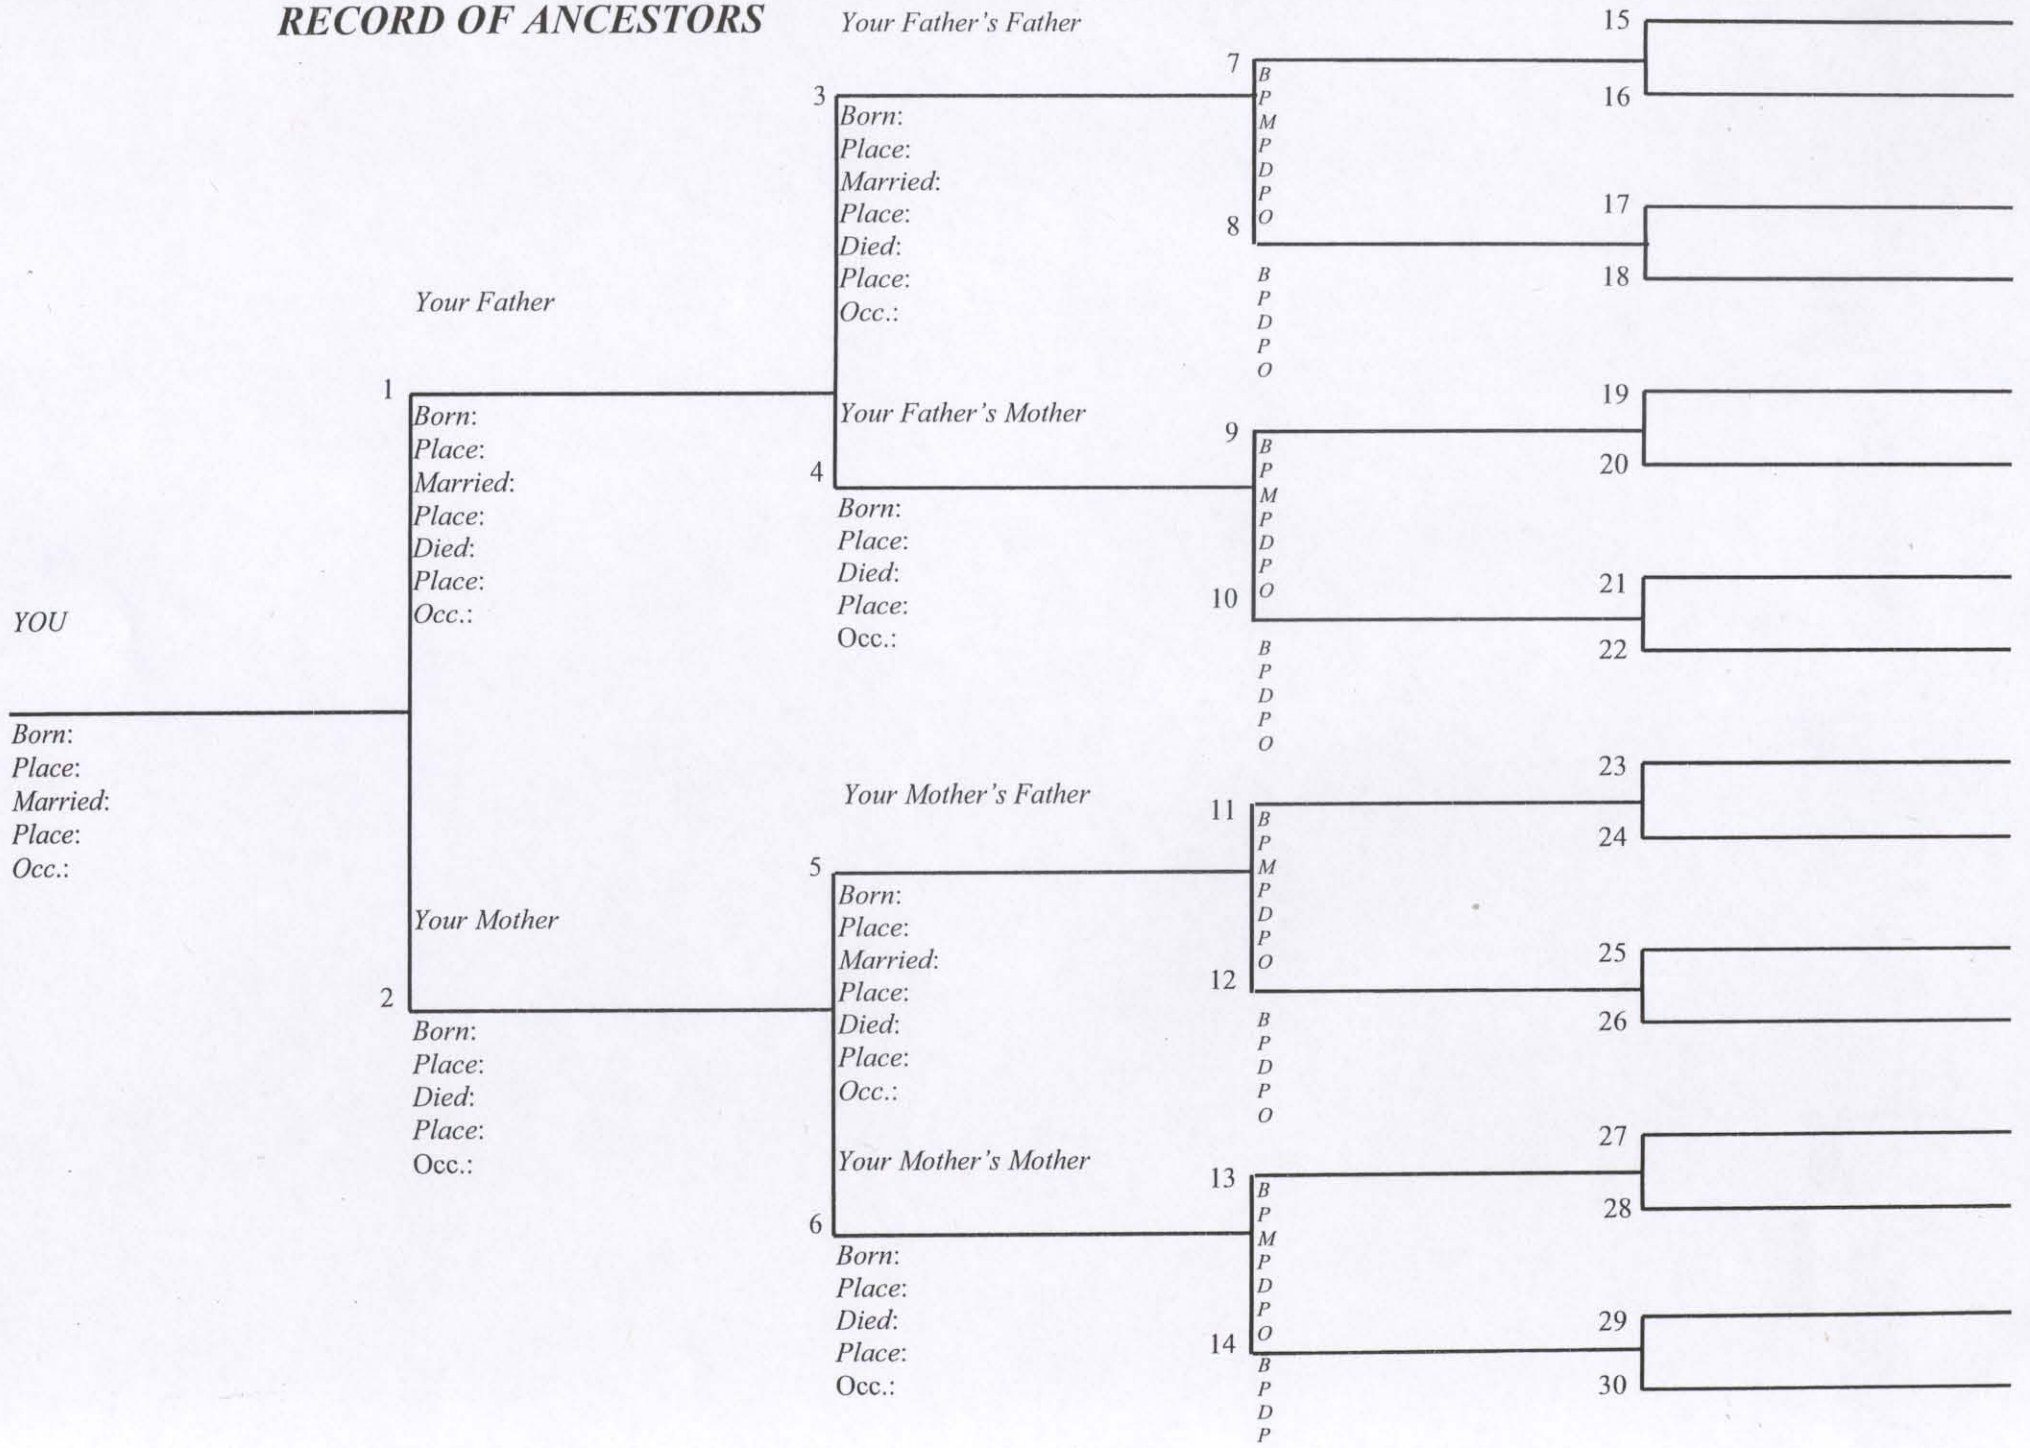 RECORD OF ANCESTORS
YOU
Born:
Place:
Married:
Place:
Occ.:
Your Father
1
Born:
Place:
Married:
Place:
Died:
Place:
Occ.:
Your Mother
2
Born:
Place:
Died:
Place:
Occ.:
Your Father's Father
3
Born:
Place:
Married:
Place:
Died:
Place:
Occ.:
Your Father's Mother
4
Born:
Place:
Died:
Place:
Occ.:
Your Mother's Father
5
Born:
Place:
Married:
Place:
Died:
Place:
Occ.:
Your Mother's Mother
6
Born:
Place:
Died:
Place:
Occ.:
7
B
P
M
P
D
P
O
8
B
P
D
P
O
9
B
P
M
P
D
P
O
10
B
P
D
P
O
11
B
P
M
P
D
P
O
12
B
P
D
P
O
13
B
P
M
P
D
P
O
14
B
P
D
P
15
16
17
18
19
20
21
22
23
24
25
26
27
28
29
30